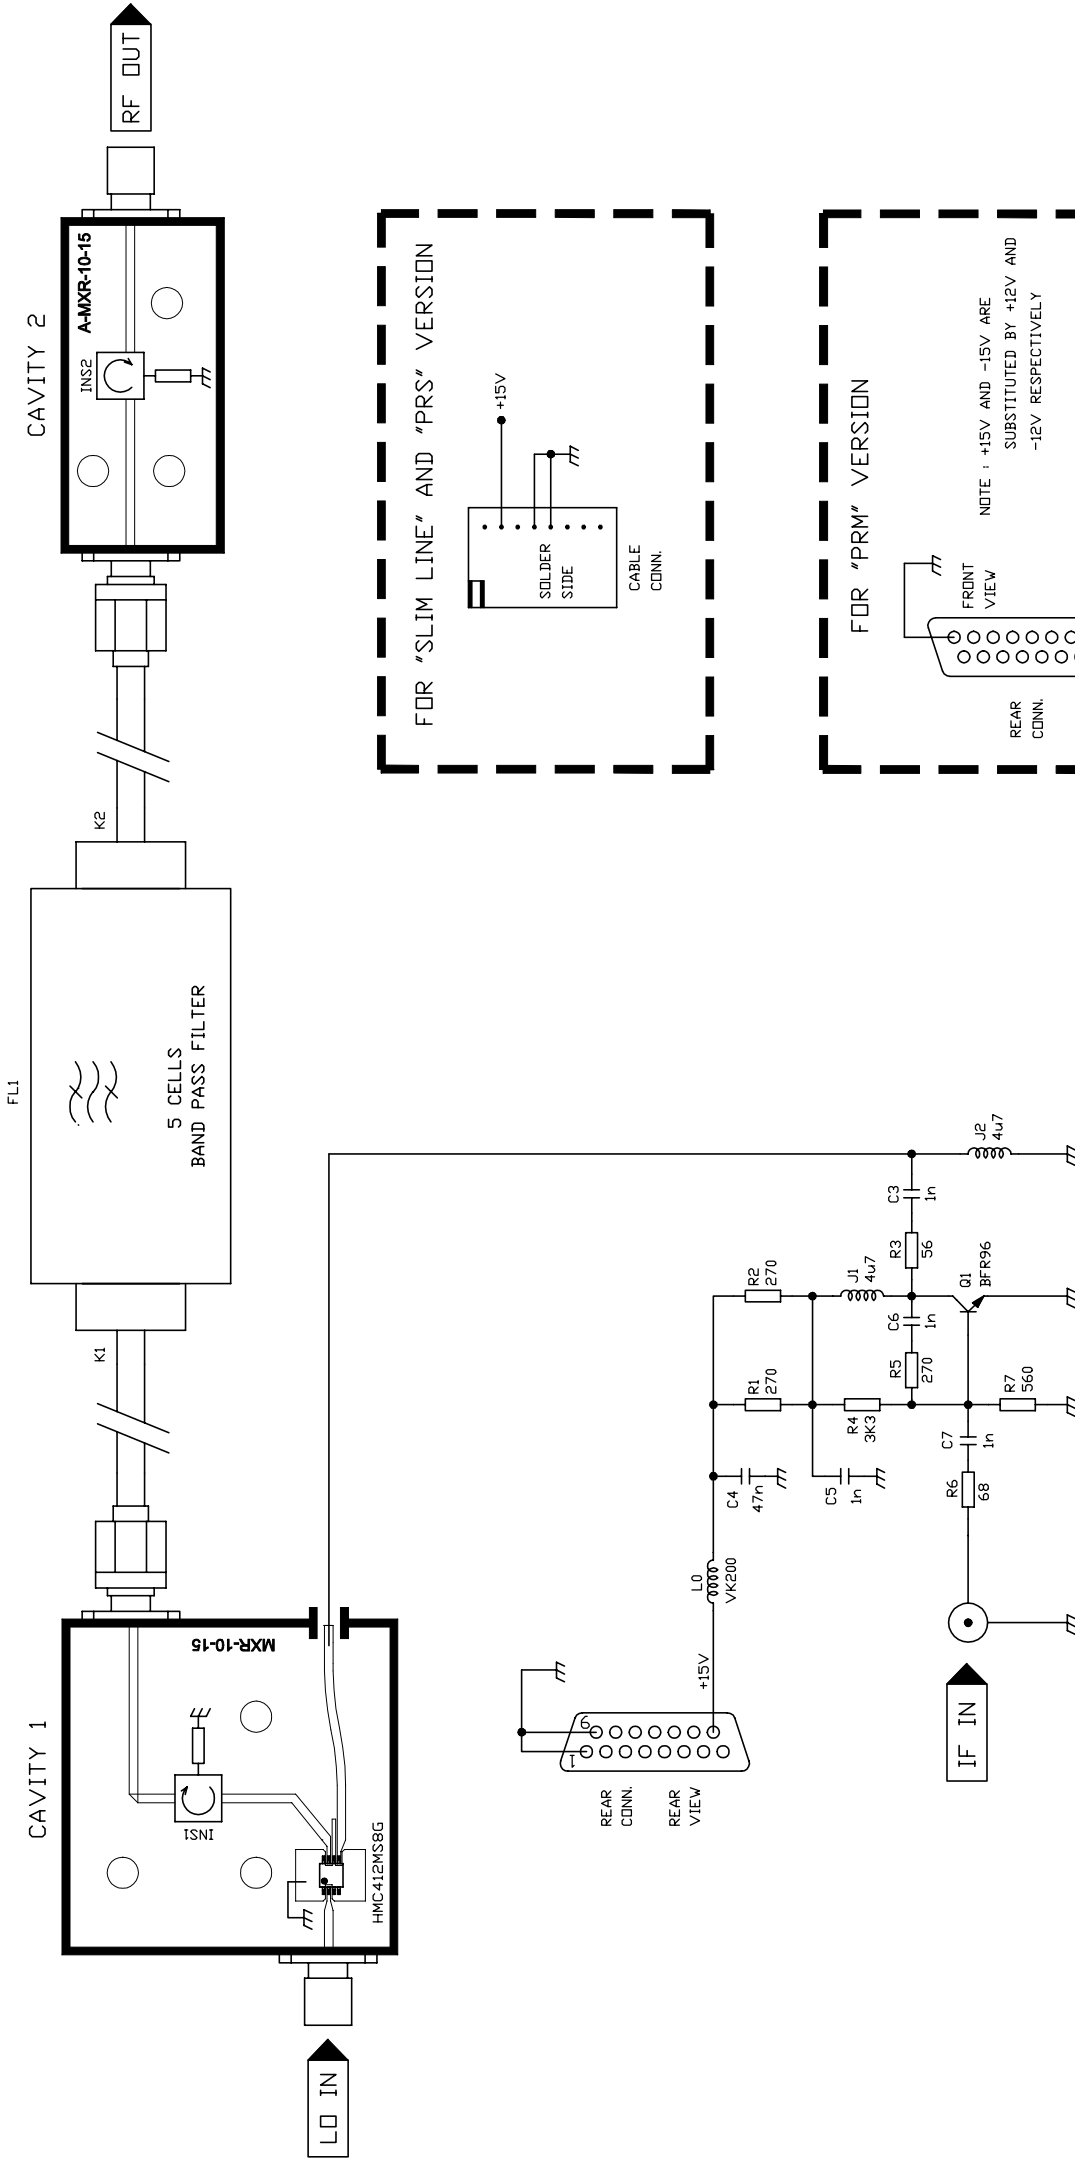 CAVITY 1
MXR-10-15
INS1
HMC412MS8G
LO IN
K1
FL1
5 CELLS
BAND PASS FILTER
K2
CAVITY 2
A-MXR-10-15
INS2
RF OUT
REAR
CONN.
REAR
VIEW
1
9
+15V
L0
VK200
C4
47n
R1
270
R2
270
C5
1n
R4
3K3
J1
4u7
R5
270
C6
1n
R3
56
C3
1n
J2
4u7
IF IN
R6
68
C7
1n
R7
560
Q1
BFR96
FOR "SLIM LINE" AND "PRS" VERSION
+15V
SOLDER
SIDE
CABLE
CONN.
FOR "PRM" VERSION
REAR
CONN.
FRONT
VIEW
NOTE : +15V AND -15V ARE
SUBSTITUTED BY +12V AND
-12V RESPECTIVELY